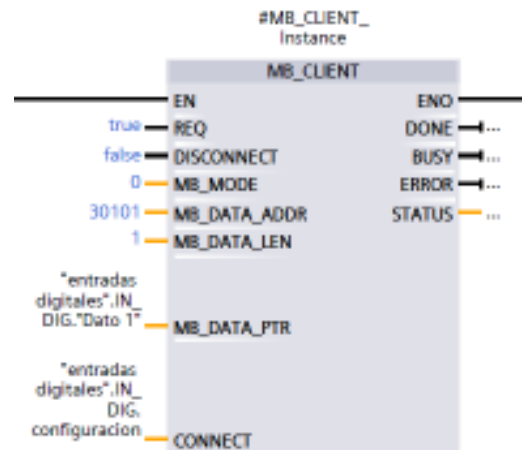 #MB_CLIENT_
Instance
MB_CLIENT
EN
ENO
true
REQ
DONE
...
false
DISCONNECT
BUSY
...
0
MB_MODE
ERROR
...
30101
MB_DATA_ADDR
STATUS
...
1
MB_DATA_LEN
"entradas
digitales".IN_
DIG."Dato 1"
MB_DATA_PTR
"entradas
digitales".IN_
DIG.
configuracion
CONNECT